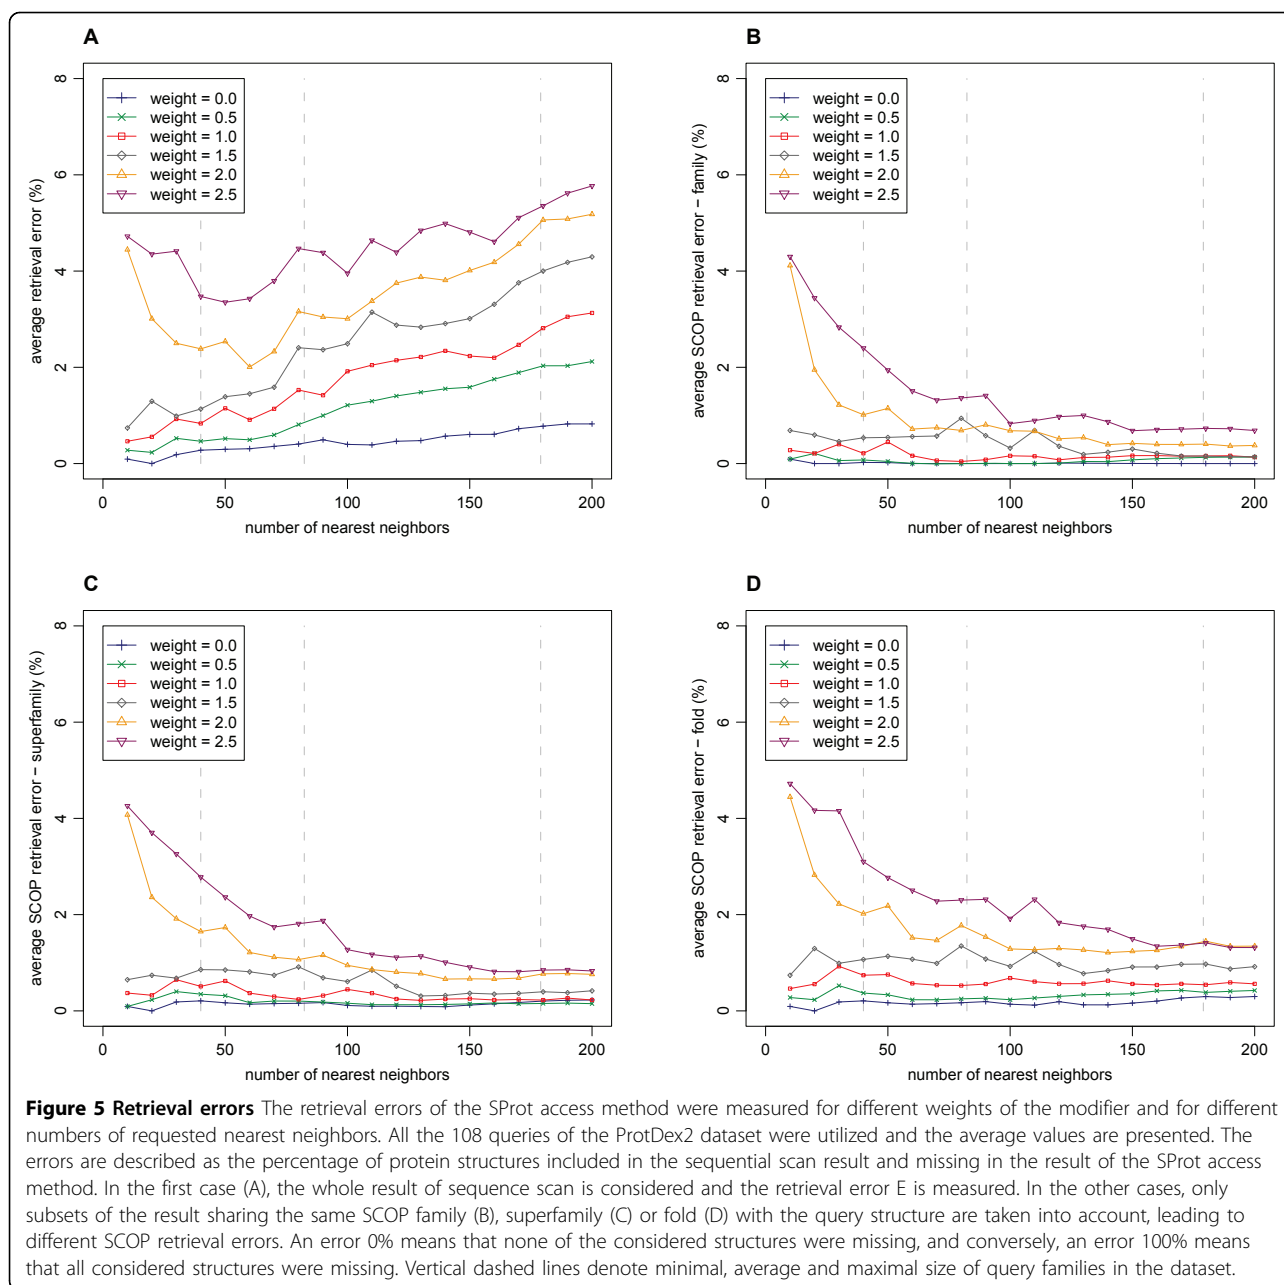 A
average retrieval error (%)
8
6
4
2
0
weight = 0.0
weight = 0.5
weight = 1.0
weight = 1.5
weight = 2.0
weight = 2.5
0 50 100 150 200
number of nearest neighbors
B
average SCOP retrieval error − family (%)
8
6
4
2
0
weight = 0.0
weight = 0.5
weight = 1.0
weight = 1.5
weight = 2.0
weight = 2.5
0 50 100 150 200
number of nearest neighbors
C
average SCOP retrieval error − superfamily (%)
8
6
4
2
0
weight = 0.0
weight = 0.5
weight = 1.0
weight = 1.5
weight = 2.0
weight = 2.5
0 50 100 150 200
number of nearest neighbors
D
average SCOP retrieval error − fold (%)
8
6
4
2
0
weight = 0.0
weight = 0.5
weight = 1.0
weight = 1.5
weight = 2.0
weight = 2.5
0 50 100 150 200
number of nearest neighbors
Figure 5 Retrieval errors The retrieval errors of the SProt access method were measured for different weights of the modifier and for different
numbers of requested nearest neighbors. All the 108 queries of the ProtDex2 dataset were utilized and the average values are presented. The
errors are described as the percentage of protein structures included in the sequential scan result and missing in the result of the SProt access
method. In the first case (A), the whole result of sequence scan is considered and the retrieval error E is measured. In the other cases, only
subsets of the result sharing the same SCOP family (B), superfamily (C) or fold (D) with the query structure are taken into account, leading to
different SCOP retrieval errors. An error 0% means that none of the considered structures were missing, and conversely, an error 100% means
that all considered structures were missing. Vertical dashed lines denote minimal, average and maximal size of query families in the dataset.